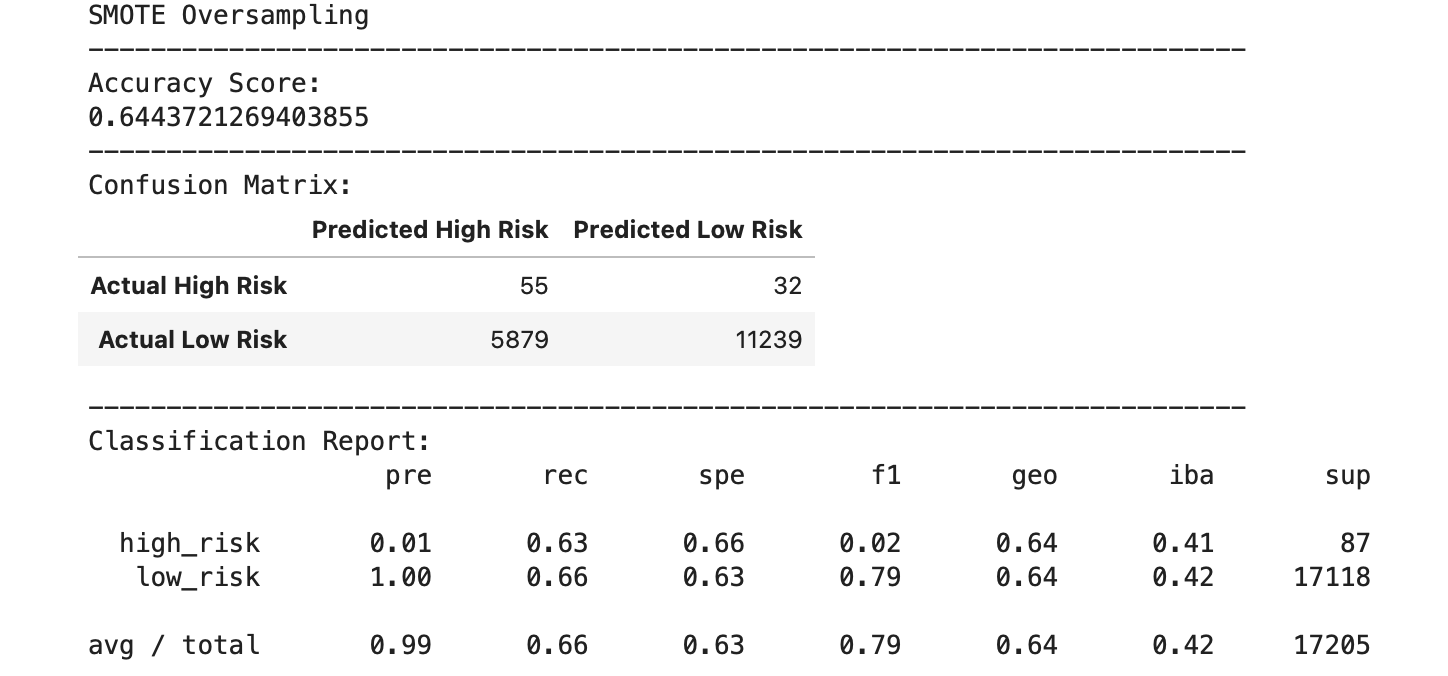 SMOTE Oversampling
--------------------------------------------------------------------------
Accuracy Score:
0.6443721269403855
--------------------------------------------------------------------------
Confusion Matrix:
Predicted High Risk Predicted Low Risk
Actual High Risk 55 32
Actual Low Risk 5879 11239
--------------------------------------------------------------------------
Classification Report:
pre rec spe f1 geo iba sup
high_risk 0.01 0.63 0.66 0.02 0.64 0.41 87
low_risk 1.00 0.66 0.63 0.79 0.64 0.42 17118
avg / total 0.99 0.66 0.63 0.79 0.64 0.42 17205